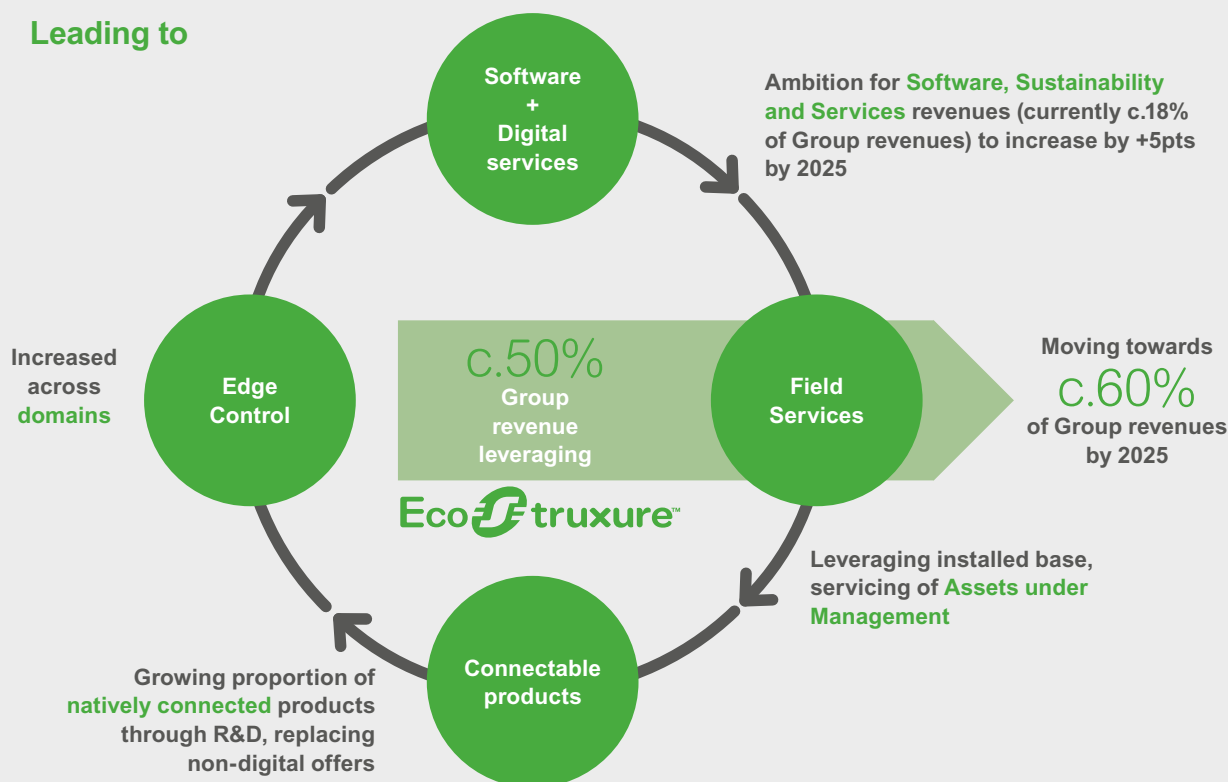 Leading to
Software
+
Digital
services
Ambition for Software, Sustainability
and Services revenues (currently c.18%
of Group revenues) to increase by +5pts
by 2025
Increased
across
domains
Edge
Control
c.50%
Group
revenue
leveraging
EcoStruxure™
Field
Services
Moving towards
c.60%
of Group revenues
by 2025
Leveraging installed base,
servicing of Assets under
Management
Connectable
products
Growing proportion of
natively connected products
through R&D, replacing
non-digital offers